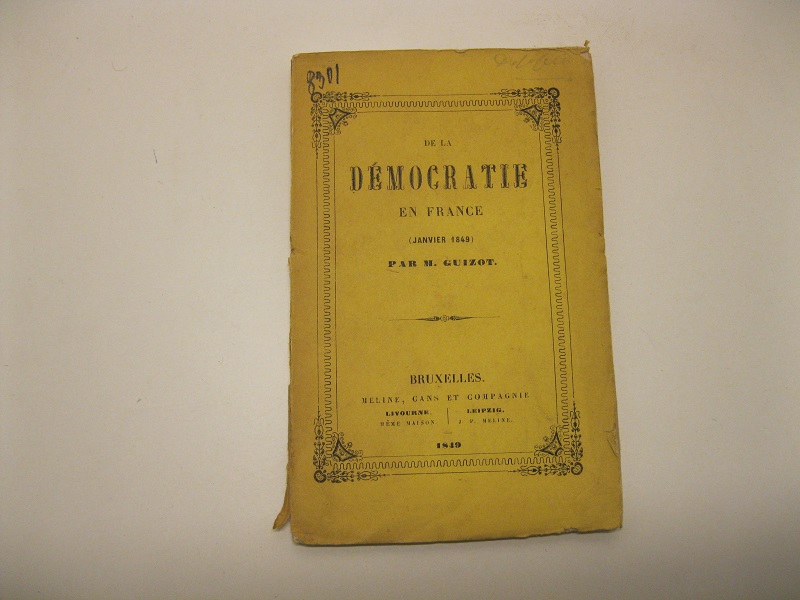 8301
DE LA
DÉMOCRATIE
EN FRANCE
(JANVIER 1849)
PAR M. GUIZOT.
BRUXELLES.
MELINE, CANS ET COMPAGNIE
LIVOURNE.
MÊME MAISON
LEIPZIG.
J. P. MELINE.
1849